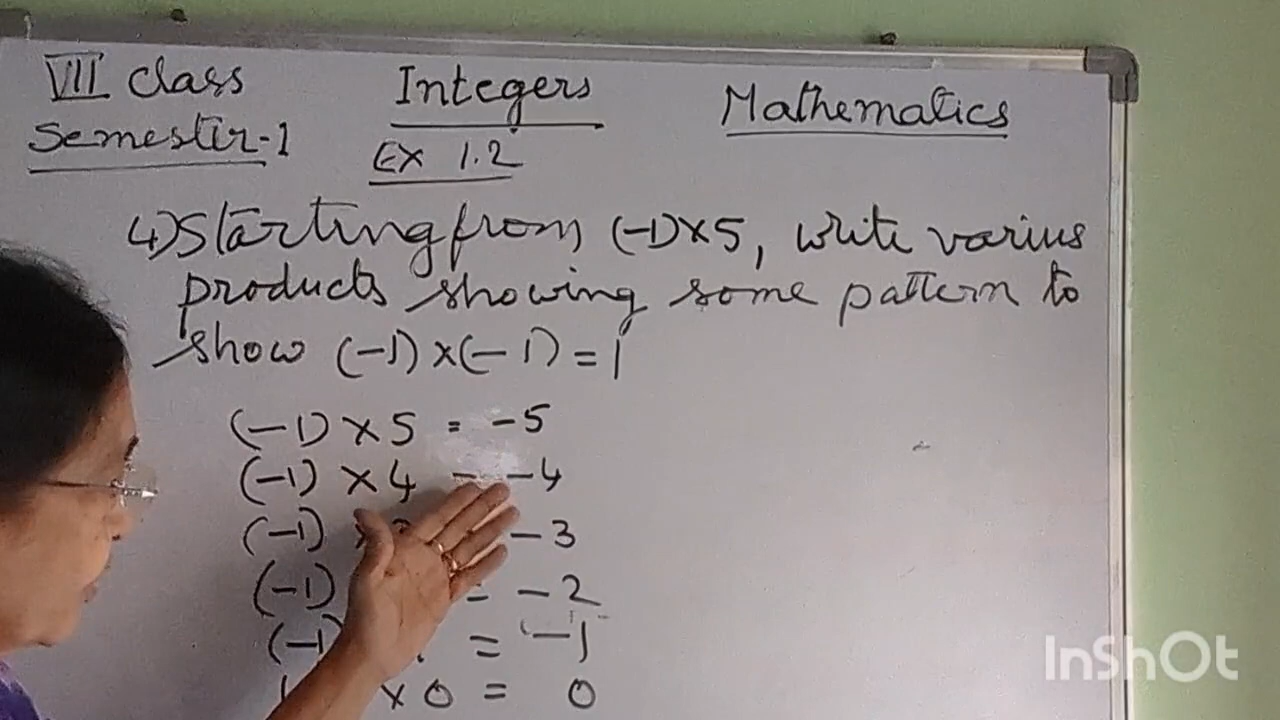 VII class Integers Mathematics
Semester-1 EX 1.2
4) Starting from (-1) × 5, write varius
products showing some pattern to
show (-1) × (-1) = 1
(-1) × 5 = -5
(-1) × 4 = -4
(-1) × -3
(-1) = -2
(-1) = -1
× 0 = 0
InShOt